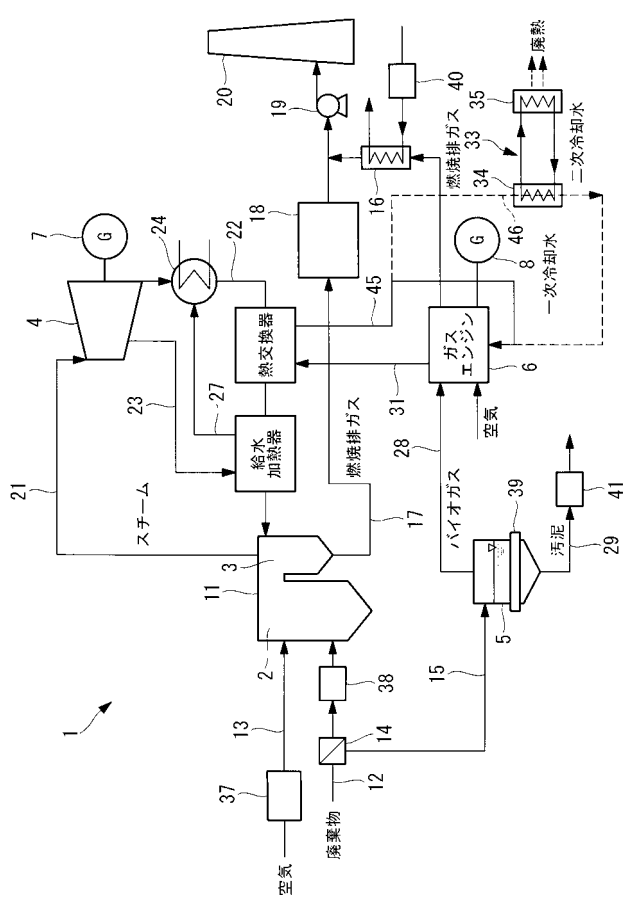 1
空気
37
13
廃棄物
12
14
38
2
11
3
21
スチーム
4
7
G
23
24
22
27
給水
加熱器
熱交換器
17
燃焼排ガス
18
19
20
45
31
15
5
39
汚泥
29
41
バイオガス
28
空気
ガス
エンジン
6
G
8
一次冷却水
16
燃焼排ガス
40
46
33
34
35
二次冷却水
廃熱